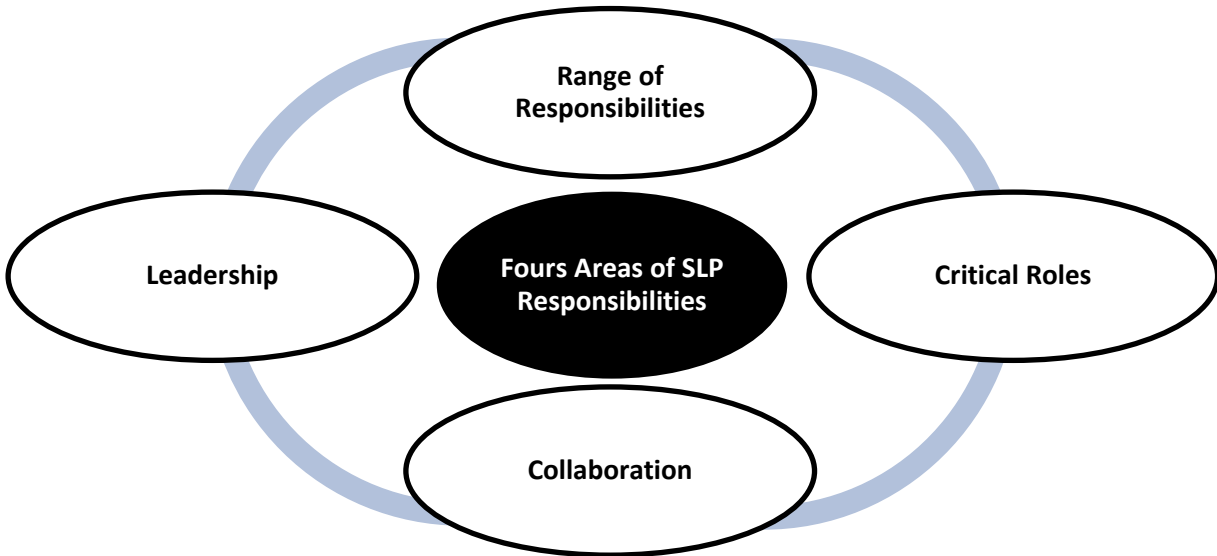 Range of
Responsibilities
Leadership
Fours Areas of SLP
Responsibilities
Critical Roles
Collaboration